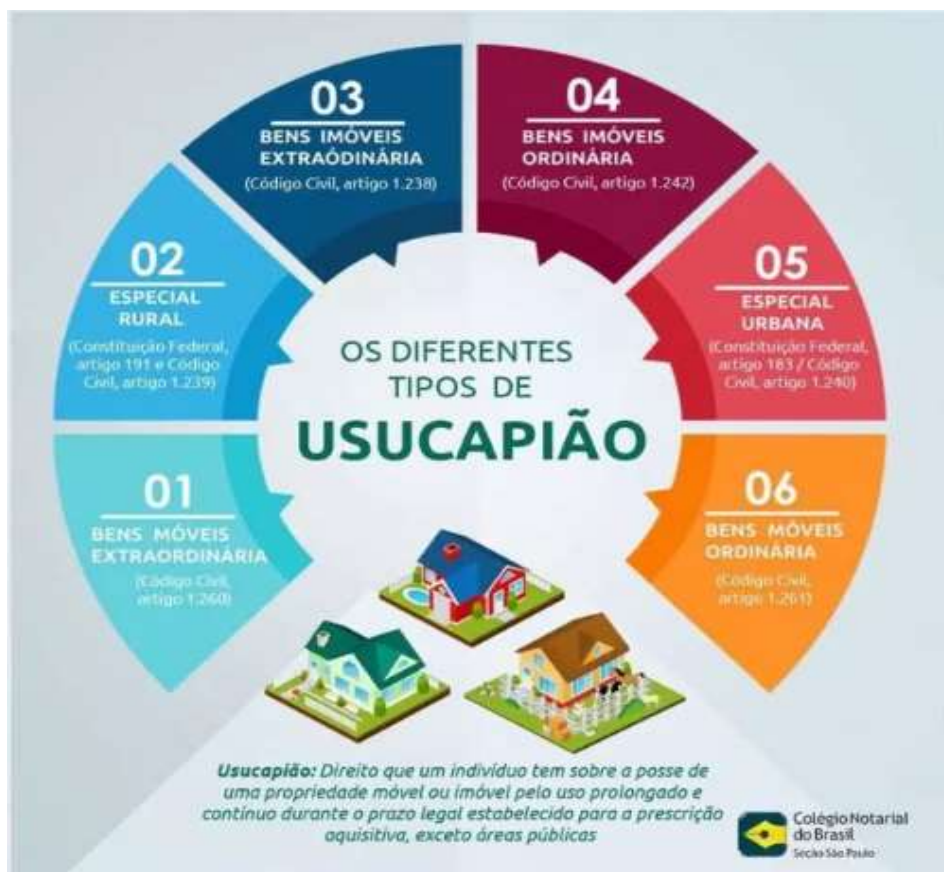 OS DIFERENTES
TIPOS DE
USUCAPIÃO
01
BENS MÓVEIS
EXTRAORDINÁRIA
(Código Civil,
artigo 1.260)
02
ESPECIAL
RURAL
(Constituição Federal,
artigo 191 e Código
Civil, artigo 1.239)
03
BENS IMÓVEIS
EXTRAÓDINÁRIA
(Código Civil, artigo 1.238)
04
BENS IMÓVEIS
ORDINÁRIA
(Código Civil, artigo 1.242)
05
ESPECIAL
URBANA
(Constituição Federal,
artigo 183 / Código
Civil, artigo 1.240)
06
BENS MÓVEIS
ORDINÁRIA
(Código Civil,
artigo 1.261)
Usucapião: Direito que um indivíduo tem sobre a posse de
uma propriedade móvel ou imóvel pelo uso prolongado e
contínuo durante o prazo legal estabelecido para a prescrição
aquisitiva, exceto áreas públicas
Colégio Notarial
do Brasil
Seção São Paulo